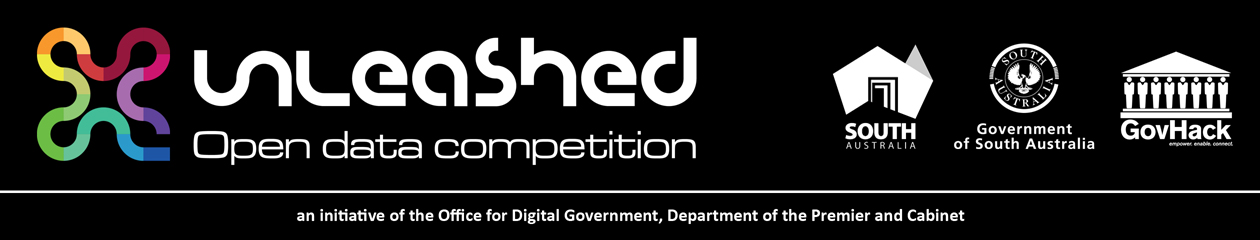 unleashed
Open data competition
SOUTH
AUSTRALIA
SOUTH AUSTRALIA
Government
of South Australia
GovHack
empower. enable. connect.
an initiative of the Office for Digital Government, Department of the Premier and Cabinet